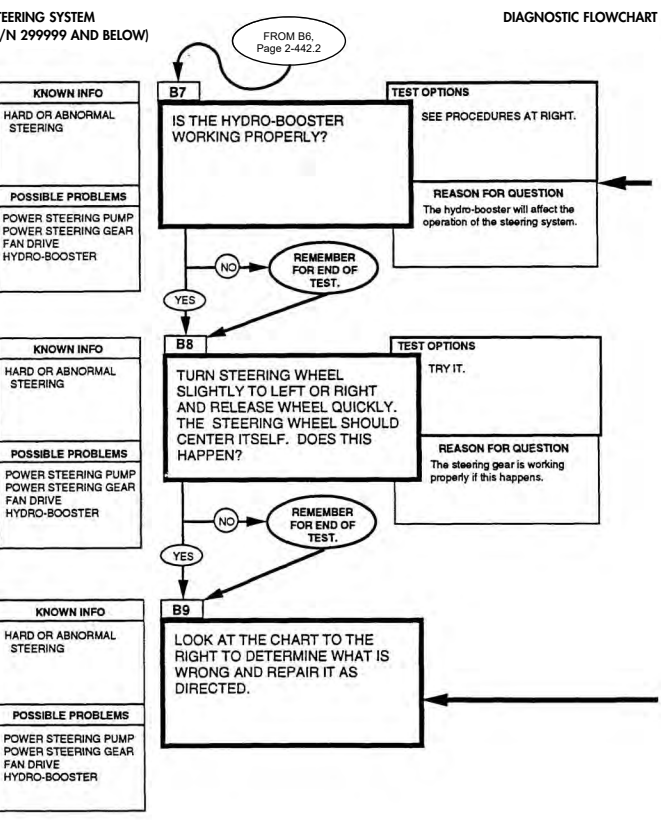 TEERING SYSTEM
/N 299999 AND BELOW)
DIAGNOSTIC FLOWCHART
FROM B6,
Page 2-442.2
KNOWN INFO
HARD OR ABNORMAL
STEERING
POSSIBLE PROBLEMS
POWER STEERING PUMP
POWER STEERING GEAR
FAN DRIVE
HYDRO-BOOSTER
B7
IS THE HYDRO-BOOSTER
WORKING PROPERLY?
TEST OPTIONS
SEE PROCEDURES AT RIGHT.
REASON FOR QUESTION
The hydro-booster will affect the
operation of the steering system.
NO
REMEMBER
FOR END OF
TEST.
YES
KNOWN INFO
HARD OR ABNORMAL
STEERING
POSSIBLE PROBLEMS
POWER STEERING PUMP
POWER STEERING GEAR
FAN DRIVE
HYDRO-BOOSTER
B8
TURN STEERING WHEEL
SLIGHTLY TO LEFT OR RIGHT
AND RELEASE WHEEL QUICKLY.
THE STEERING WHEEL SHOULD
CENTER ITSELF. DOES THIS
HAPPEN?
TEST OPTIONS
TRY IT.
REASON FOR QUESTION
The steering gear is working
properly if this happens.
NO
REMEMBER
FOR END OF
TEST.
YES
KNOWN INFO
HARD OR ABNORMAL
STEERING
POSSIBLE PROBLEMS
POWER STEERING PUMP
POWER STEERING GEAR
FAN DRIVE
HYDRO-BOOSTER
B9
LOOK AT THE CHART TO THE
RIGHT TO DETERMINE WHAT IS
WRONG AND REPAIR IT AS
DIRECTED.